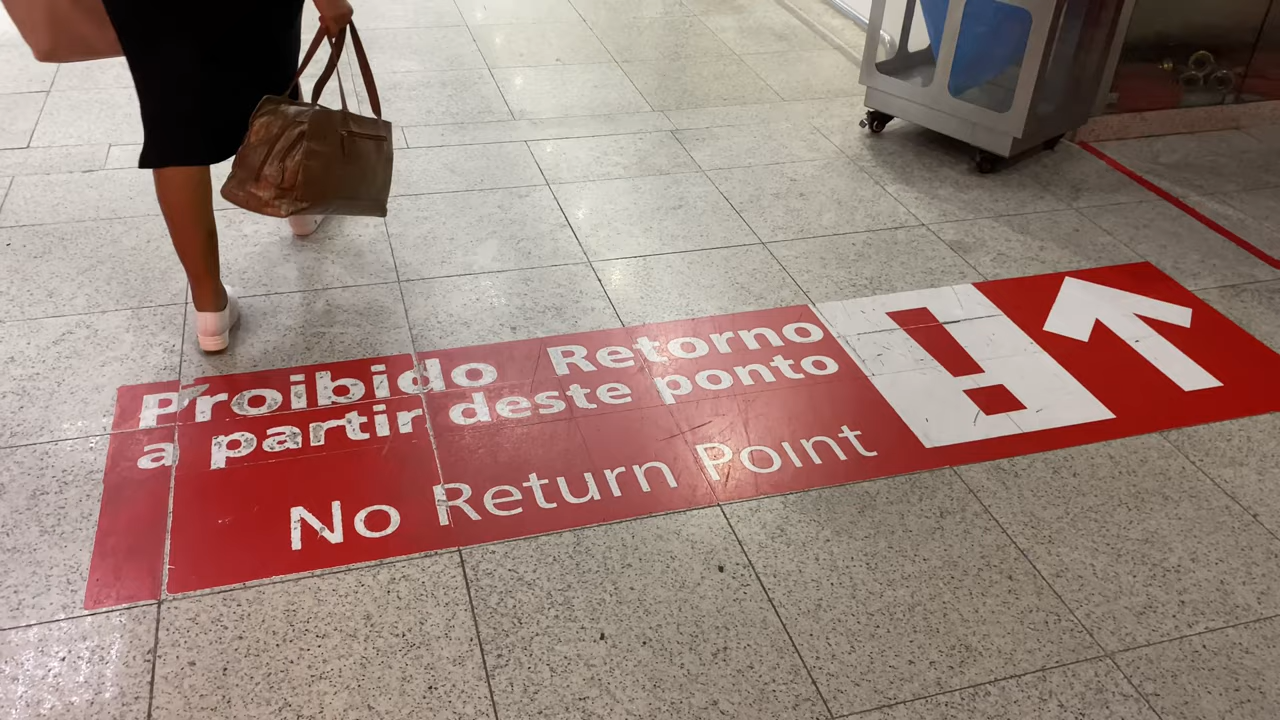 Proibido Retorno
a partir deste ponto
No Return Point
!